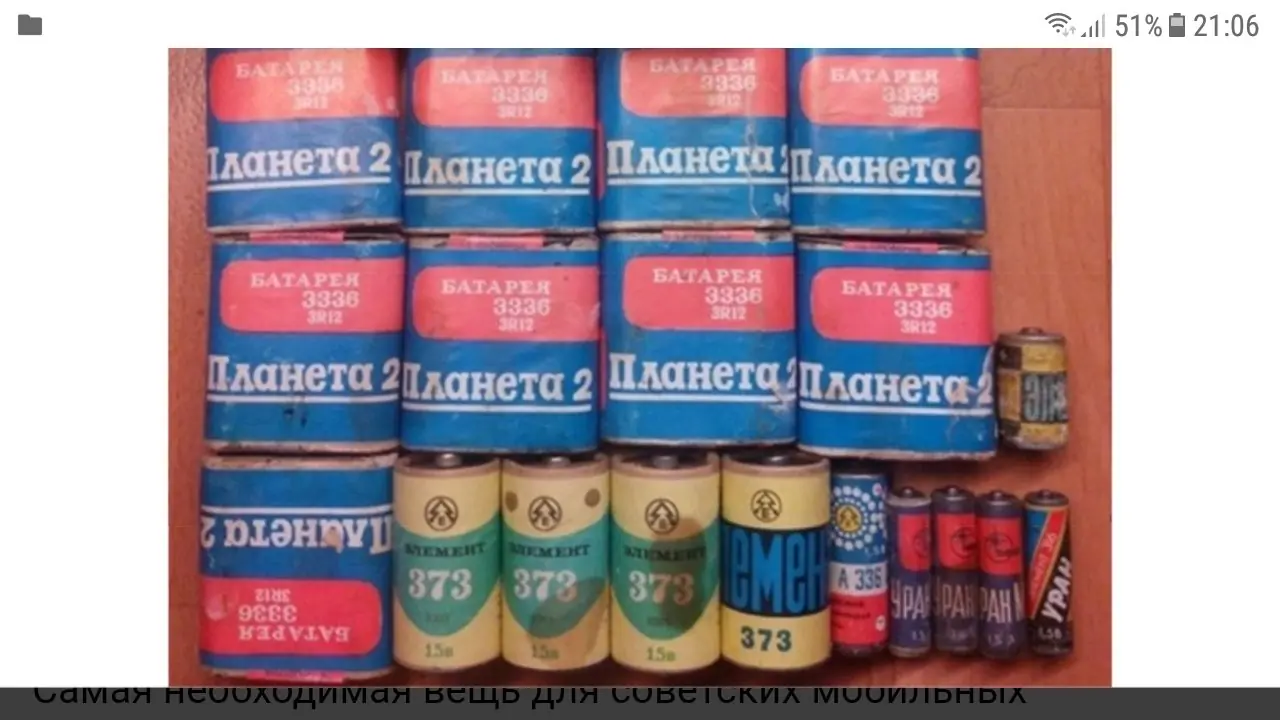 51% 21:06
БАТАРЕЯ
3336
3R12
Планета 2
БАТАРЕЯ
3336
3R12
Планета 2
БАТАРЕЯ
3336
3R12
Планета 2
БАТАРЕЯ
3336
3R12
Планета 2
БАТАРЕЯ
3336
3R12
Планета 2
БАТАРЕЯ
3336
3R12
Планета 2
БАТАРЕЯ
3336
3R12
Планета 2
БАТАРЕЯ
3336
3R12
Планета 2
Планета 2
3R12
3336
БАТАРЕЯ
ЭЛЕМЕНТ
373
1.5в
ЭЛЕМЕНТ
373
1.5в
ЭЛЕМЕНТ
373
1.5в
емен
373
А 336
УРАН
УРАН
РАН М
УРАН
1,5В
Самая необходимая вещь для советских мобильных